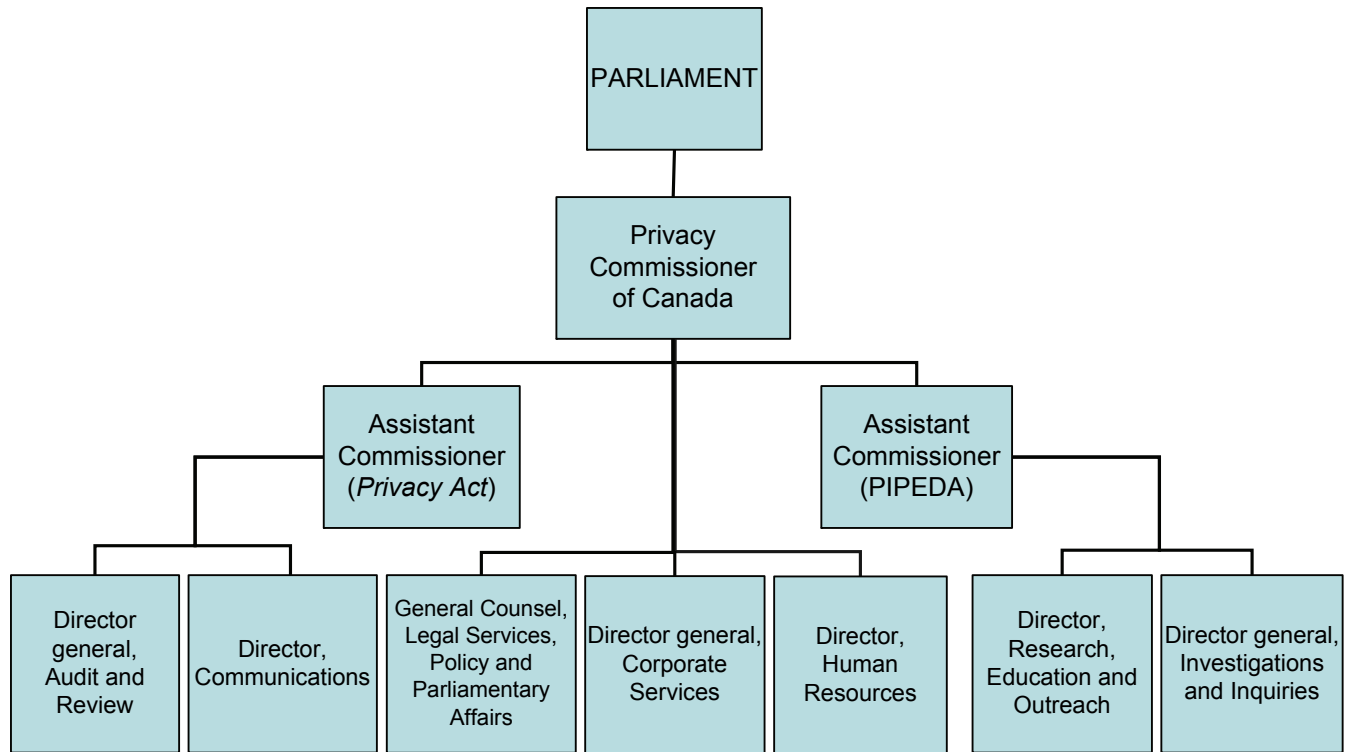 PARLIAMENT
Privacy
Commissioner
of Canada
Assistant
Commissioner
(Privacy Act)
Assistant
Commissioner
(PIPEDA)
Director
general,
Audit and
Review
Director,
Communications
General Counsel,
Legal Services,
Policy and
Parliamentary
Affairs
Director general,
Corporate
Services
Director,
Human
Resources
Director,
Research,
Education and
Outreach
Director general,
Investigations
and Inquiries